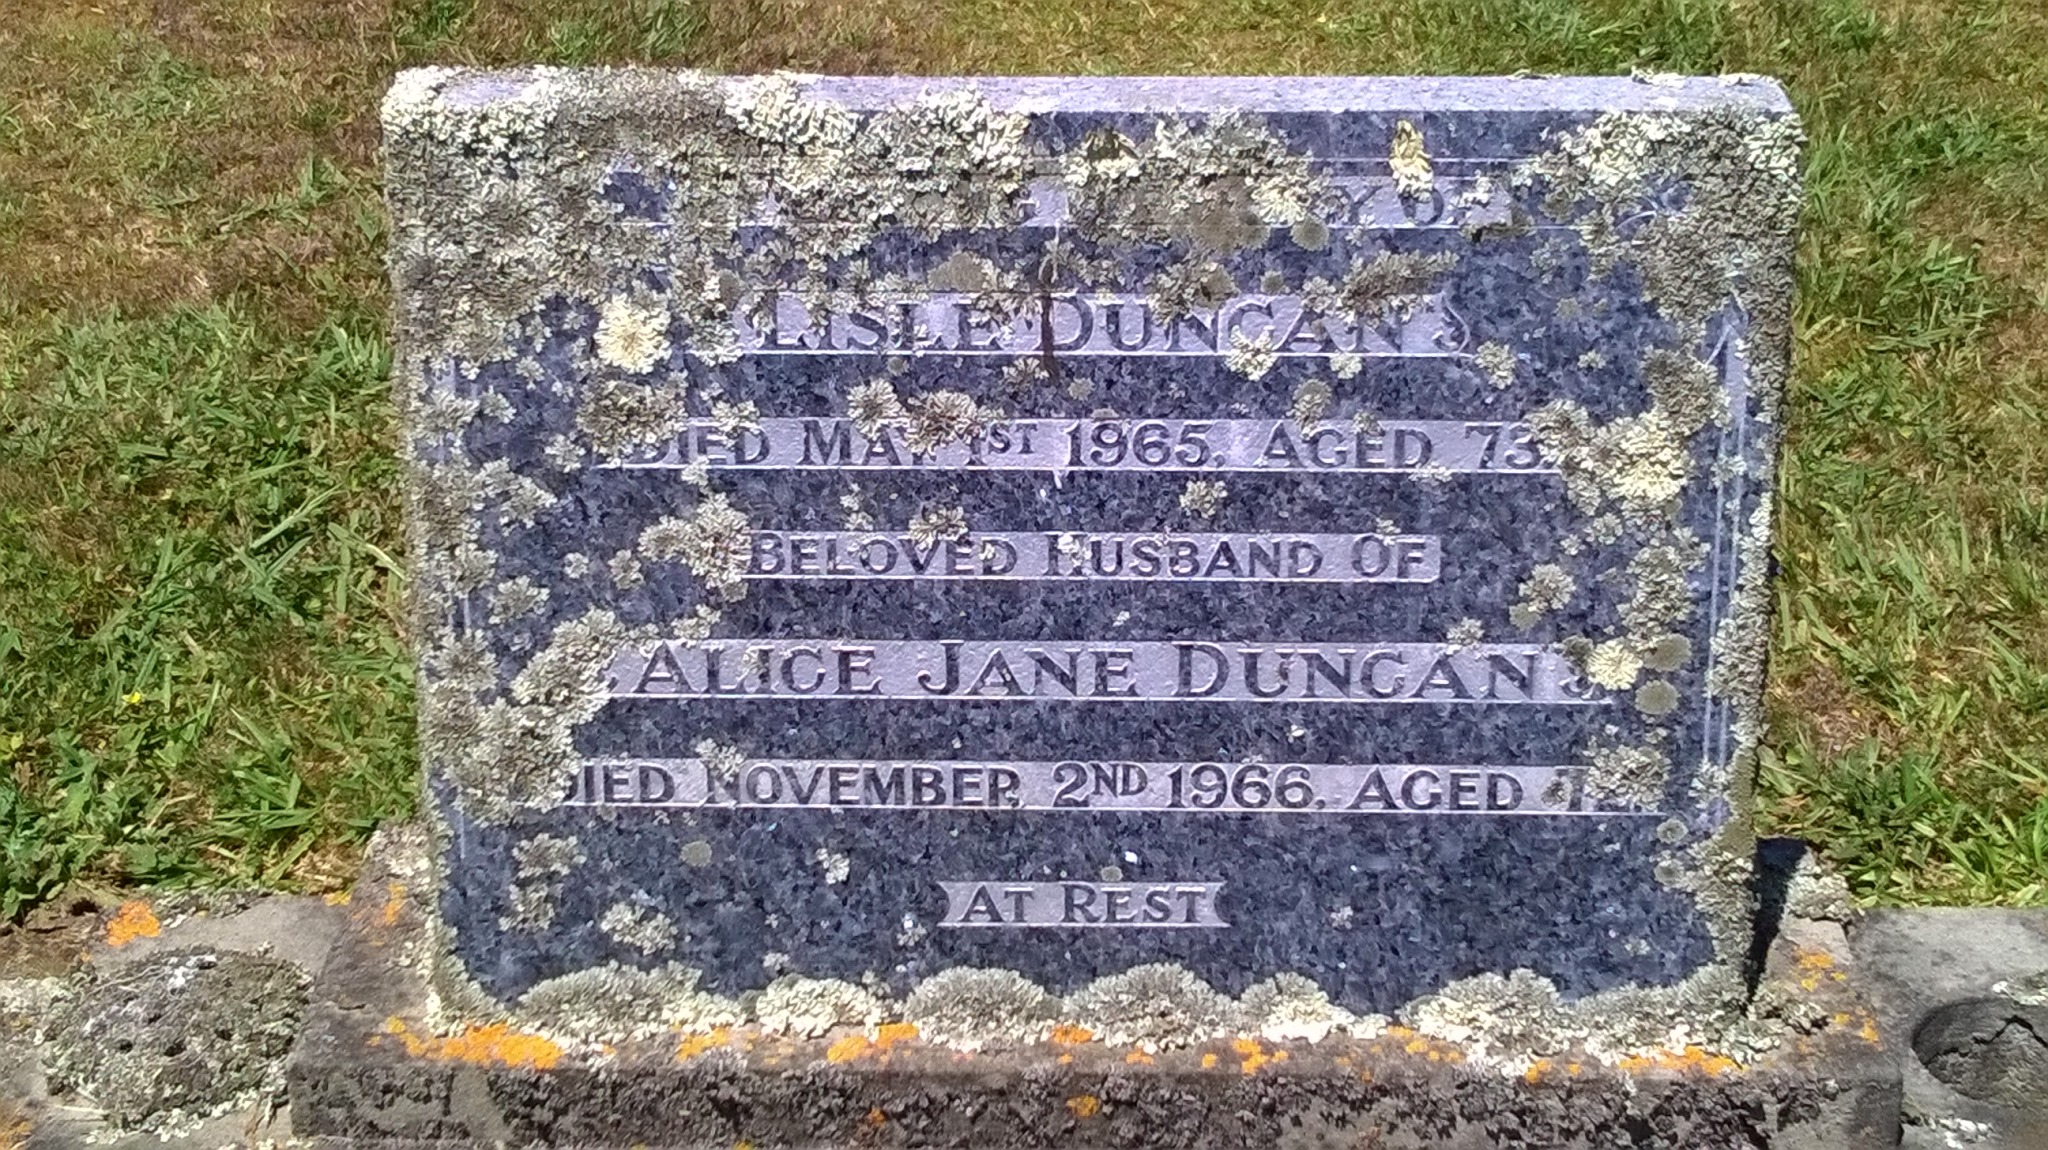 LISLE DUNCAN
DIED MAY 1ST 1965. AGED 73.
BELOVED HUSBAND OF
ALICE JANE DUNCAN
DIED NOVEMBER 2ND 1966. AGED
AT REST